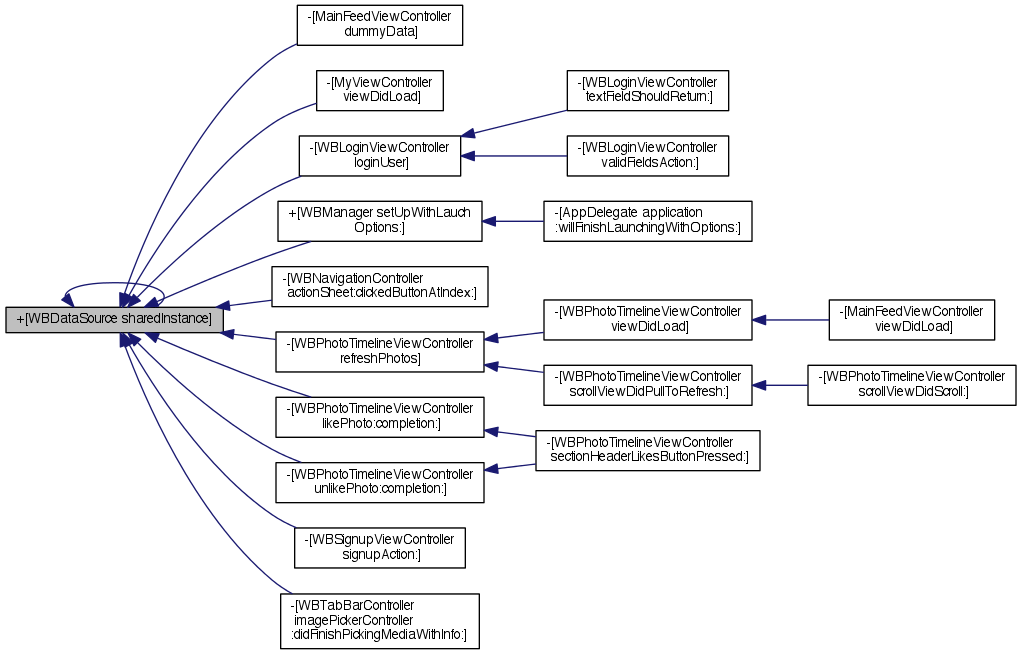 -[MainFeedViewController
dummyData]
-[MyViewController
viewDidLoad]
-[WBLoginViewController
textFieldShouldReturn:]
-[WBLoginViewController
loginUser]
-[WBLoginViewController
validFieldsAction:]
+[WBManager setUpWithLauch
Options:]
-[AppDelegate application
:willFinishLaunchingWithOptions:]
-[WBNavigationController
actionSheet:clickedButtonAtIndex:]
+[WBDataSource sharedInstance]
-[WBPhotoTimelineViewController
refreshPhotos]
-[WBPhotoTimelineViewController
viewDidLoad]
-[MainFeedViewController
viewDidLoad]
-[WBPhotoTimelineViewController
scrollViewDidPullToRefresh:]
-[WBPhotoTimelineViewController
scrollViewDidScroll:]
-[WBPhotoTimelineViewController
likePhoto:completion:]
-[WBPhotoTimelineViewController
sectionHeaderLikesButtonPressed:]
-[WBPhotoTimelineViewController
unlikePhoto:completion:]
-[WBSignupViewController
signupAction:]
-[WBTabBarController
imagePickerController
:didFinishPickingMediaWithInfo:]